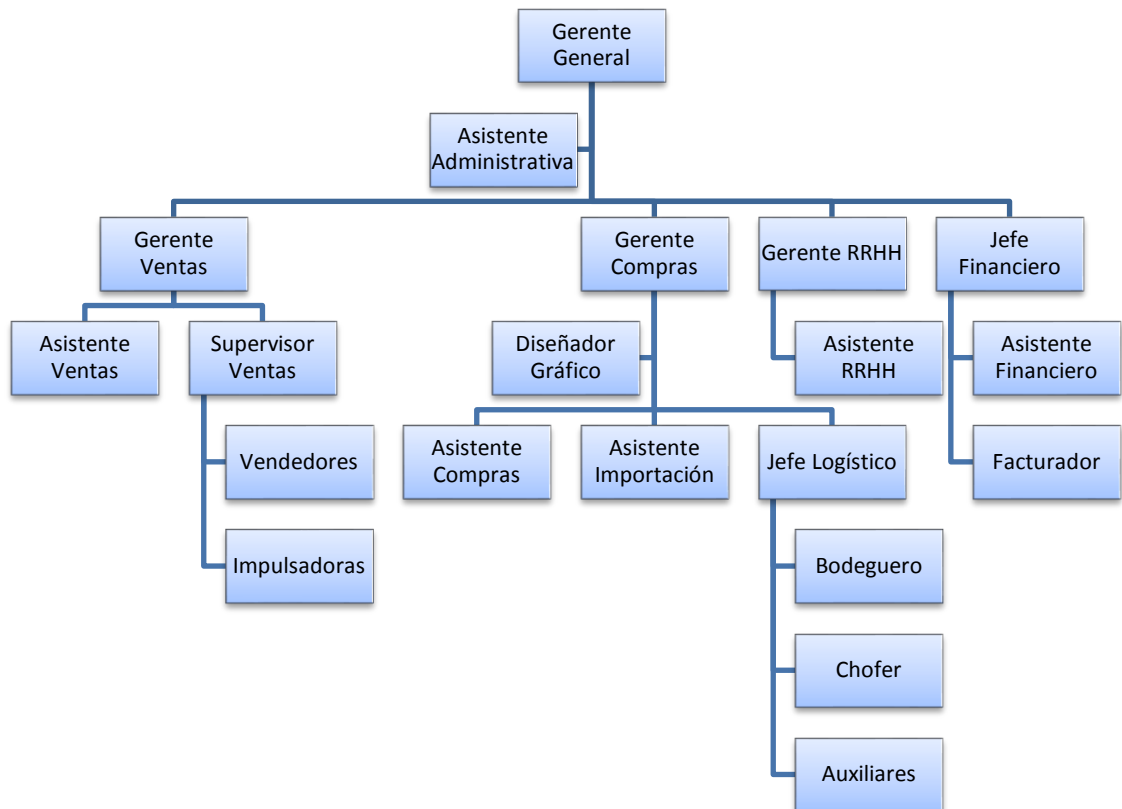 Gerente
General
Asistente
Administrativa
Gerente
Ventas
Gerente
Compras
Gerente RRHH
Jefe
Financiero
Asistente
Ventas
Supervisor
Ventas
Diseñador
Gráfico
Asistente
RRHH
Asistente
Financiero
Vendedores
Asistente
Compras
Asistente
Importación
Jefe Logístico
Facturador
Impulsadoras
Bodeguero
Chofer
Auxiliares